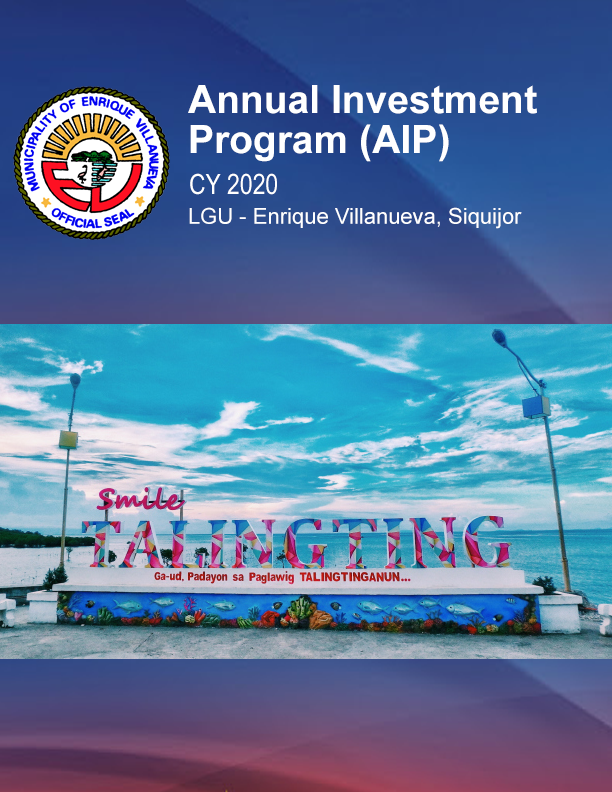 MUNICIPALITY OF ENRIQUE VILLANUEVA
OFFICIAL SEAL
Annual Investment
Program (AIP)
CY 2020
LGU - Enrique Villanueva, Siquijor
Smile
TALINGTING
Ga-ud, Padayon sa Paglawig TALINGTINGANUN...